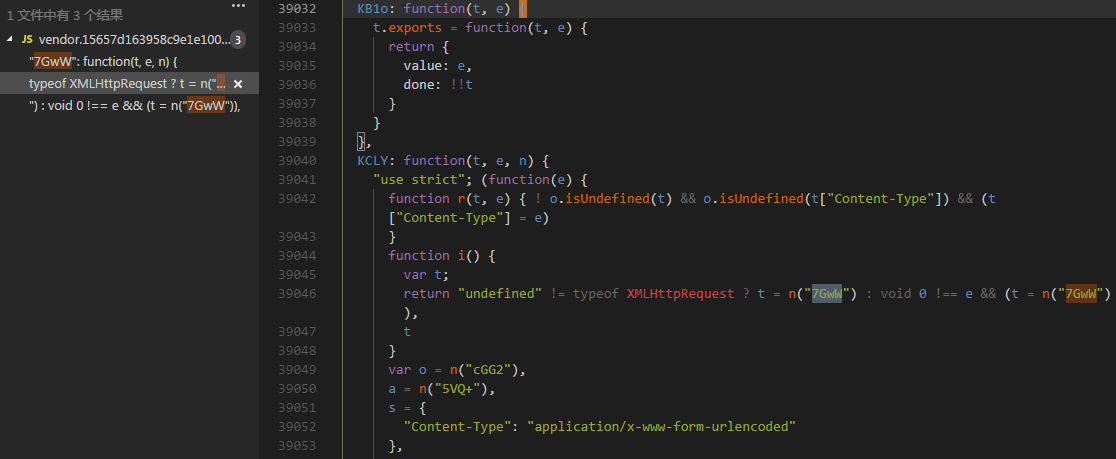 1 文件中有 3 个结果
JS vendor.15657d163958c9e1e100... 3
"7GwW": function(t, e, n) {
typeof XMLHttpRequest ? t = n("...
") : void 0 !== e && (t = n("7GwW")),
39032 KB1o: function(t, e) {
39033 t.exports = function(t, e) {
39034 return {
39035 value: e,
39036 done: !!t
39037 }
39038 }
39039 },
39040 KCLY: function(t, e, n) {
39041 "use strict"; (function(e) {
39042 function r(t, e) { ! o.isUndefined(t) && o.isUndefined(t["Content-Type"]) && (t
["Content-Type"] = e)
39043 }
39044 function i() {
39045 var t;
39046 return "undefined" != typeof XMLHttpRequest ? t = n("7GwW") : void 0 !== e && (t = n("7GwW")
),
39047 t
39048 }
39049 var o = n("cGG2"),
39050 a = n("5VQ+"),
39051 s = {
39052 "Content-Type": "application/x-www-form-urlencoded"
39053 },